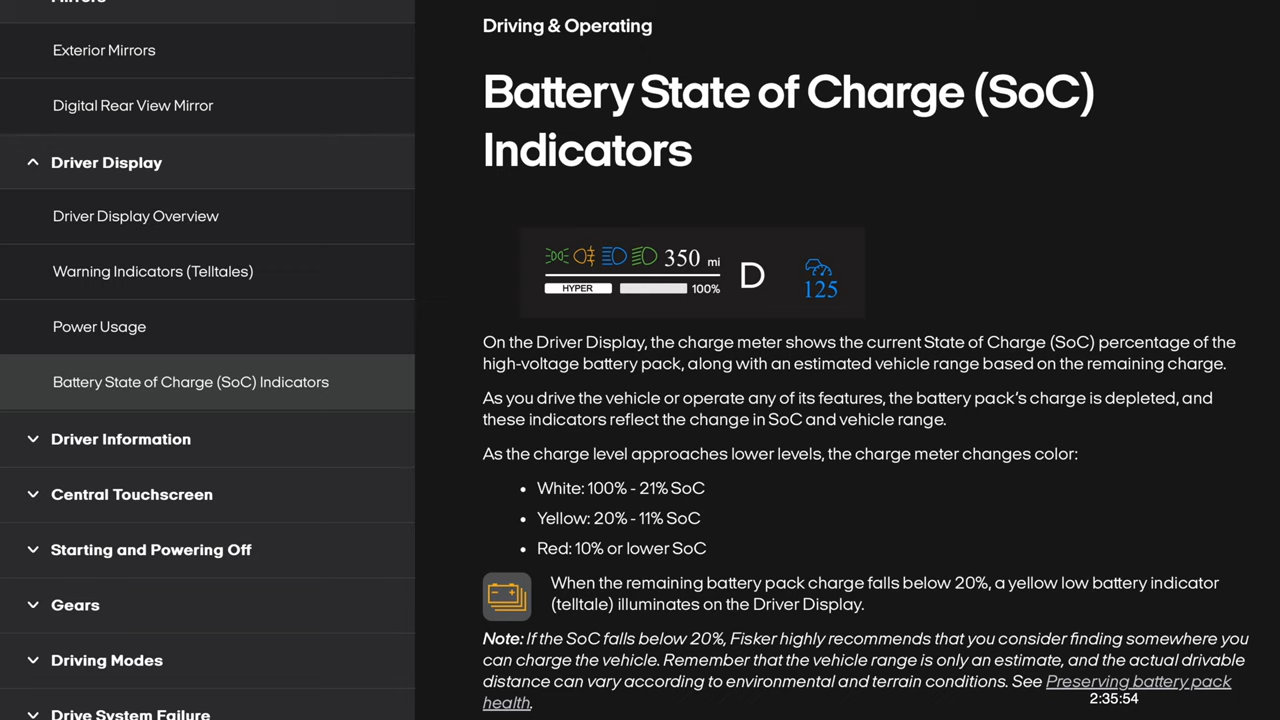 Mirrors
Exterior Mirrors
Digital Rear View Mirror
Driver Display
Driver Display Overview
Warning Indicators (Telltales)
Power Usage
Battery State of Charge (SoC) Indicators
Driver Information
Central Touchscreen
Starting and Powering Off
Gears
Driving Modes
Drive System Failure
Driving & Operating
Battery State of Charge (SoC)
Indicators
350 mi
HYPER 100%
D
125
On the Driver Display, the charge meter shows the current State of Charge (SoC) percentage of the
high-voltage battery pack, along with an estimated vehicle range based on the remaining charge.
As you drive the vehicle or operate any of its features, the battery pack’s charge is depleted, and
these indicators reflect the change in SoC and vehicle range.
As the charge level approaches lower levels, the charge meter changes color:
• White: 100% - 21% SoC
• Yellow: 20% - 11% SoC
• Red: 10% or lower SoC
When the remaining battery pack charge falls below 20%, a yellow low battery indicator
(telltale) illuminates on the Driver Display.
Note: If the SoC falls below 20%, Fisker highly recommends that you consider finding somewhere you
can charge the vehicle. Remember that the vehicle range is only an estimate, and the actual drivable
distance can vary according to environmental and terrain conditions. See Preserving battery pack
health.
2:35:54